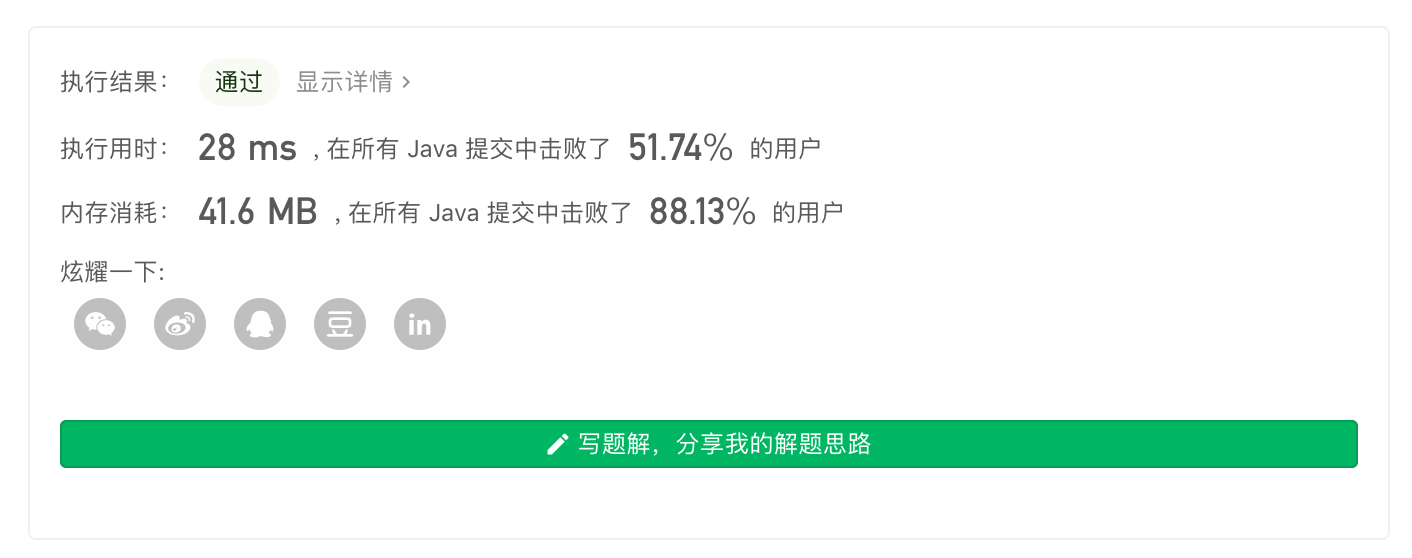 执行结果： 通过 显示详情 >
执行用时： 28 ms , 在所有 Java 提交中击败了 51.74% 的用户
内存消耗： 41.6 MB , 在所有 Java 提交中击败了 88.13% 的用户
炫耀一下:
豆 in
写题解，分享我的解题思路